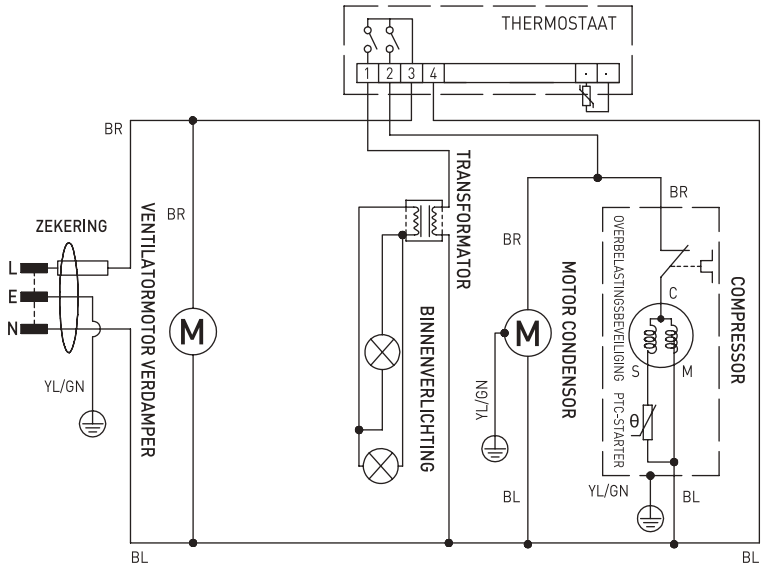 THERMOSTAAT
1 2 3 4
BR
BR
ZEKERING
L
E
N
YL/GN
VENTILATORMOTOR VERDAMPER
M
TRANSFORMATOR
BINNENVERLICHTING
BR
M
MOTOR CONDENSOR
YL/GN
BL
BR
OVERBELASTINGSBEVEILIGING
PTC-STARTER
COMPRESSOR
C
S M
θ
YL/GN
BL
BL
BL